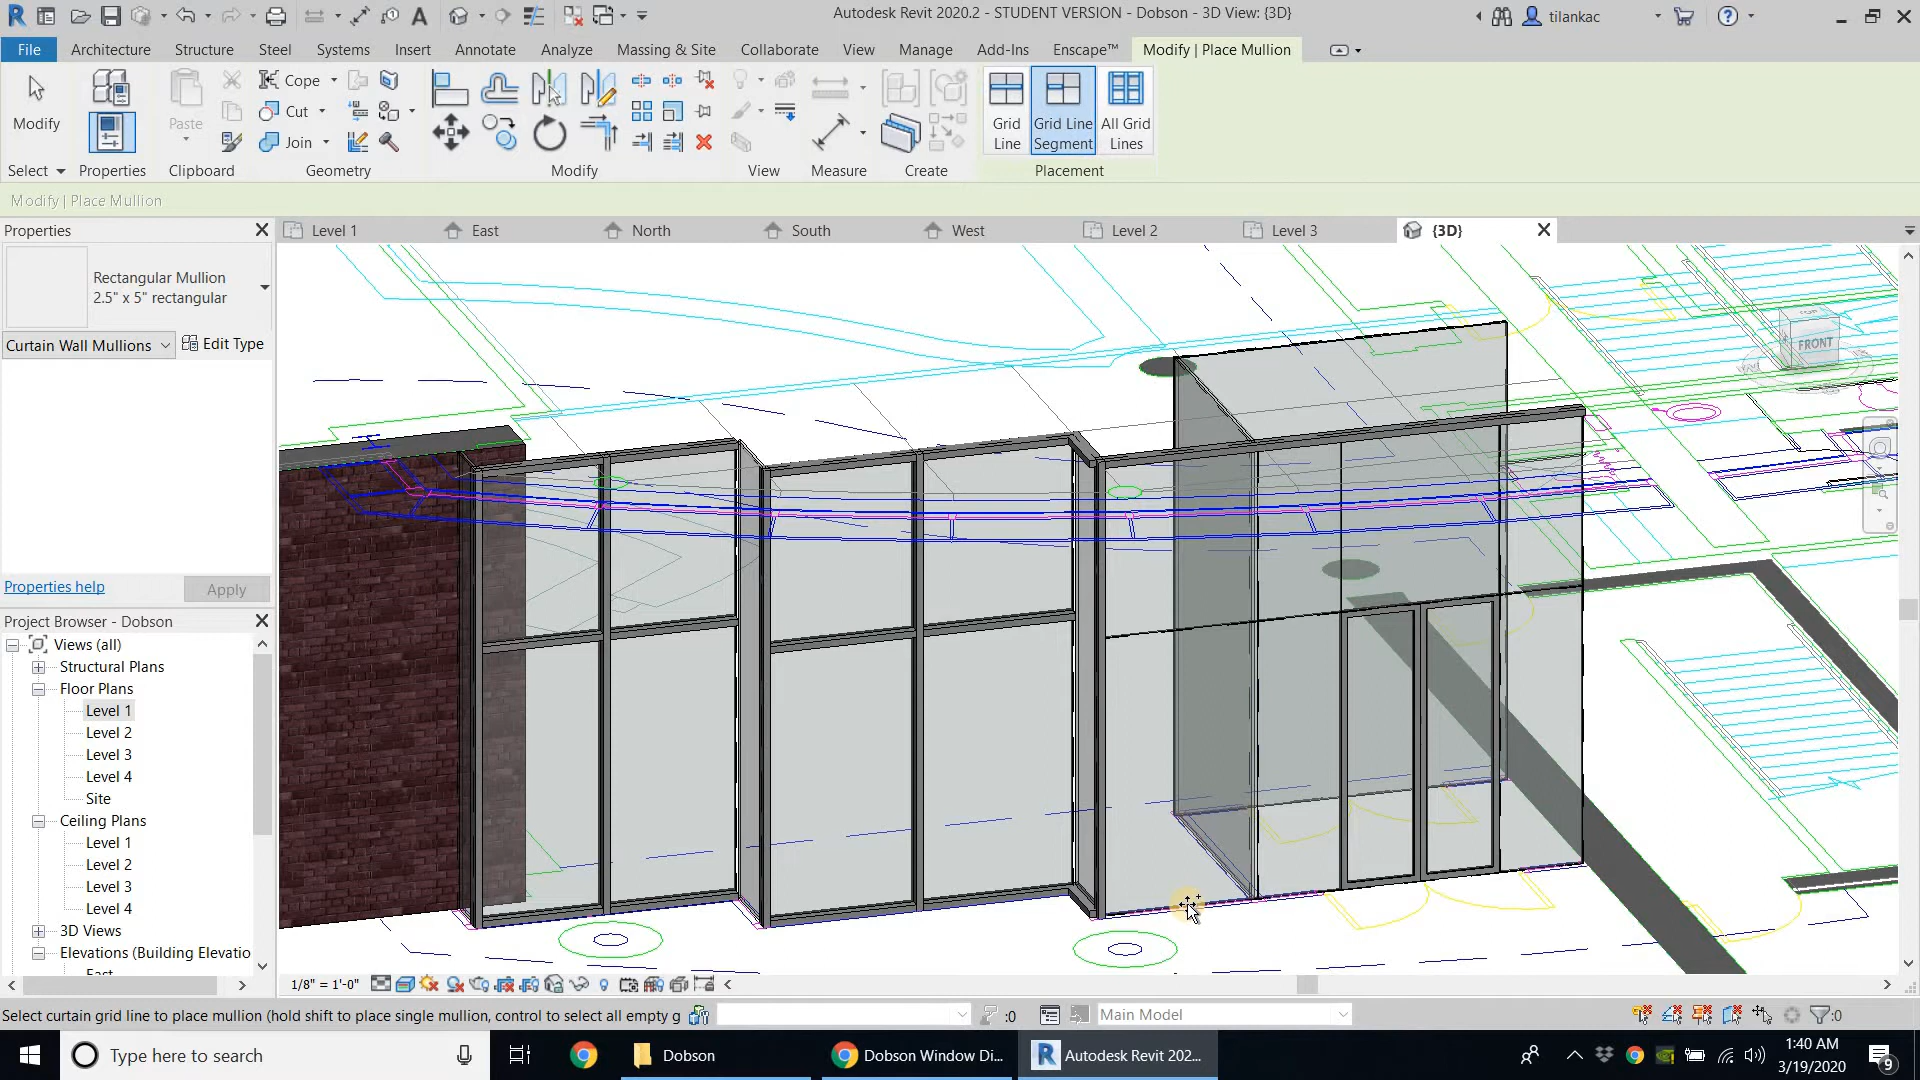 Autodesk Revit 2020.2 - STUDENT VERSION - Dobson - 3D View: {3D}
tilankac
File
Architecture
Structure
Steel
Systems
Insert
Annotate
Analyze
Massing & Site
Collaborate
View
Manage
Add-Ins
Enscape™
Modify | Place Mullion
Modify
Paste
Cope
Cut
Join
Grid Line
Grid Line Segment
All Grid Lines
Select
Properties
Clipboard
Geometry
Modify
View
Measure
Create
Placement
Modify | Place Mullion
Properties
Level 1
East
North
South
West
Level 2
Level 3
{3D}
Rectangular Mullion
2.5" x 5" rectangular
Curtain Wall Mullions
Edit Type
Properties help
Apply
Project Browser - Dobson
Views (all)
Structural Plans
Floor Plans
Level 1
Level 2
Level 3
Level 4
Site
Ceiling Plans
Level 1
Level 2
Level 3
Level 4
3D Views
Elevations (Building Elevatio
East
TOP
FRONT
1/8" = 1'-0"
Select curtain grid line to place mullion (hold shift to place single mullion, control to select all empty g
:0
Main Model
:0
Type here to search
Dobson
Dobson Window Di...
Autodesk Revit 202...
1:40 AM
3/19/2020
9